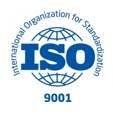 International Organization for Standardization
ISO
9001